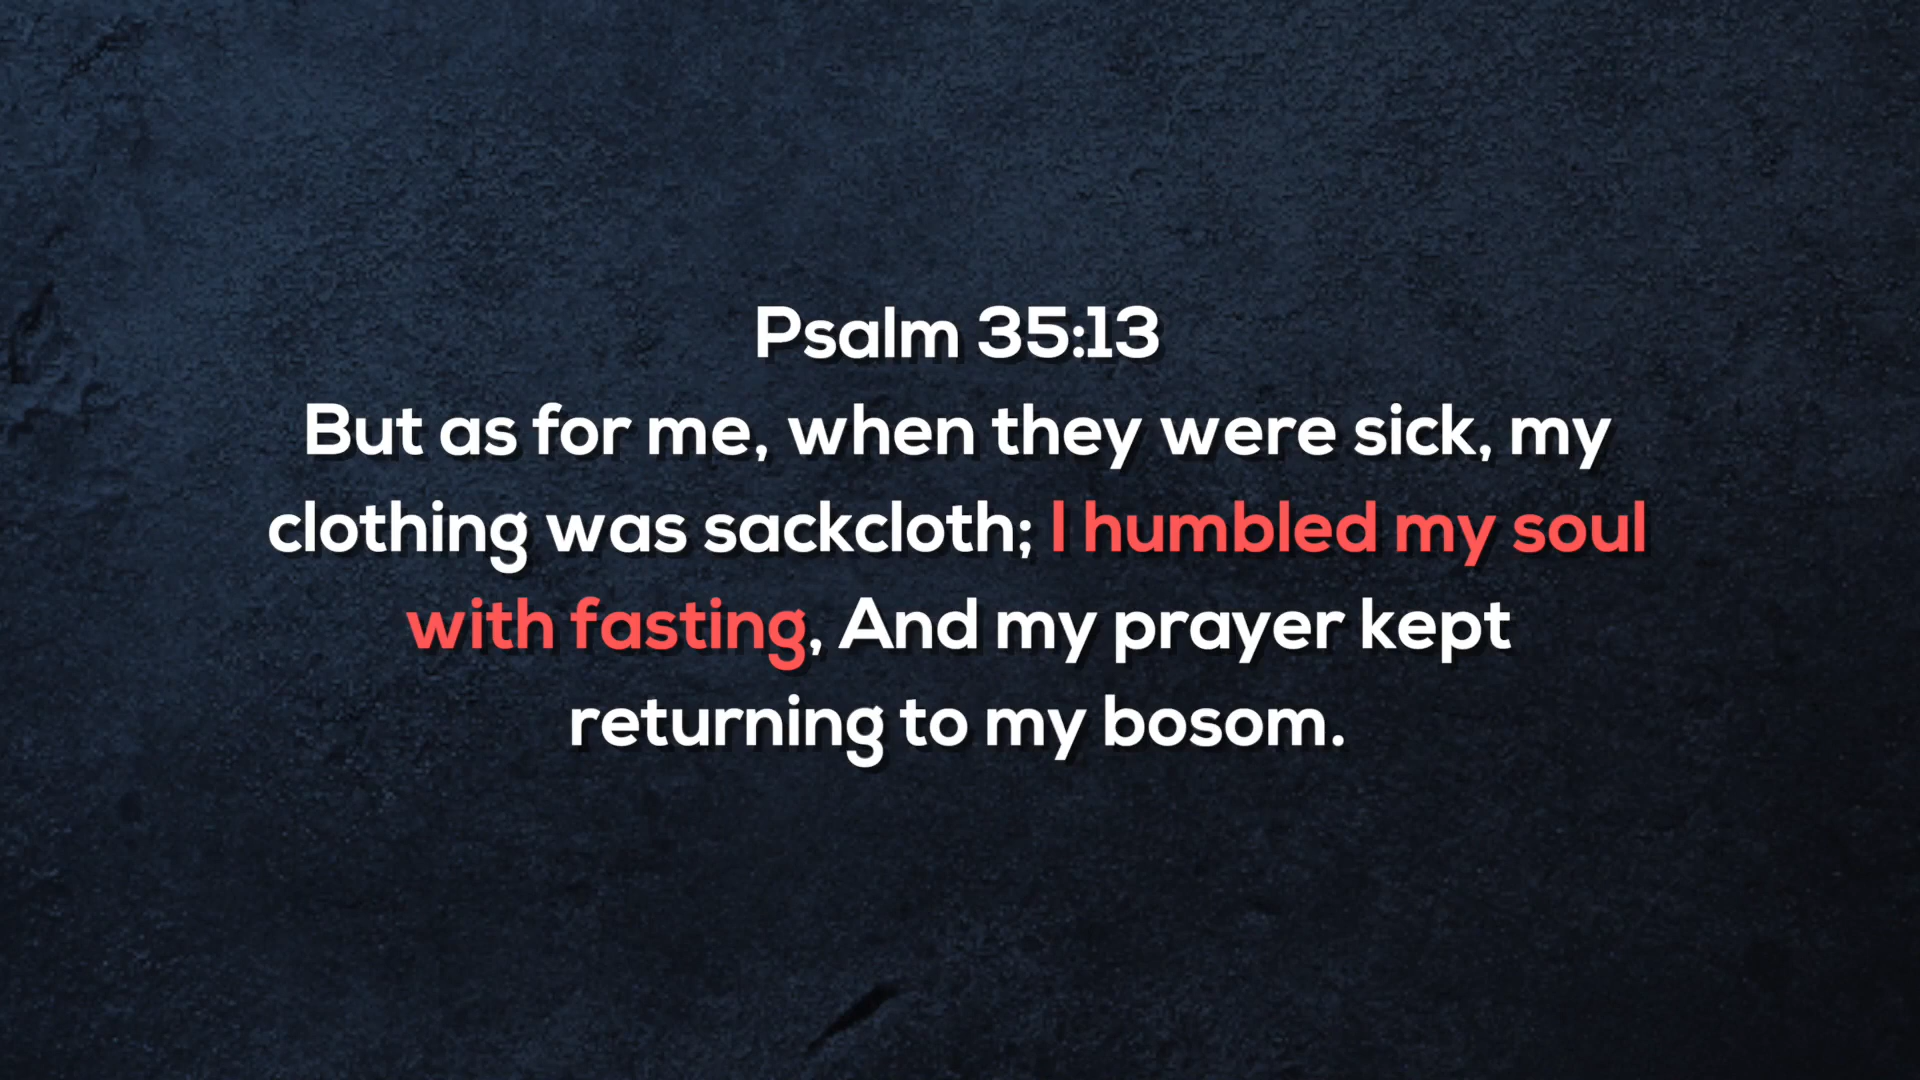 Psalm 35:13
But as for me, when they were sick, my
clothing was sackcloth; I humbled my soul
with fasting, And my prayer kept
returning to my bosom.